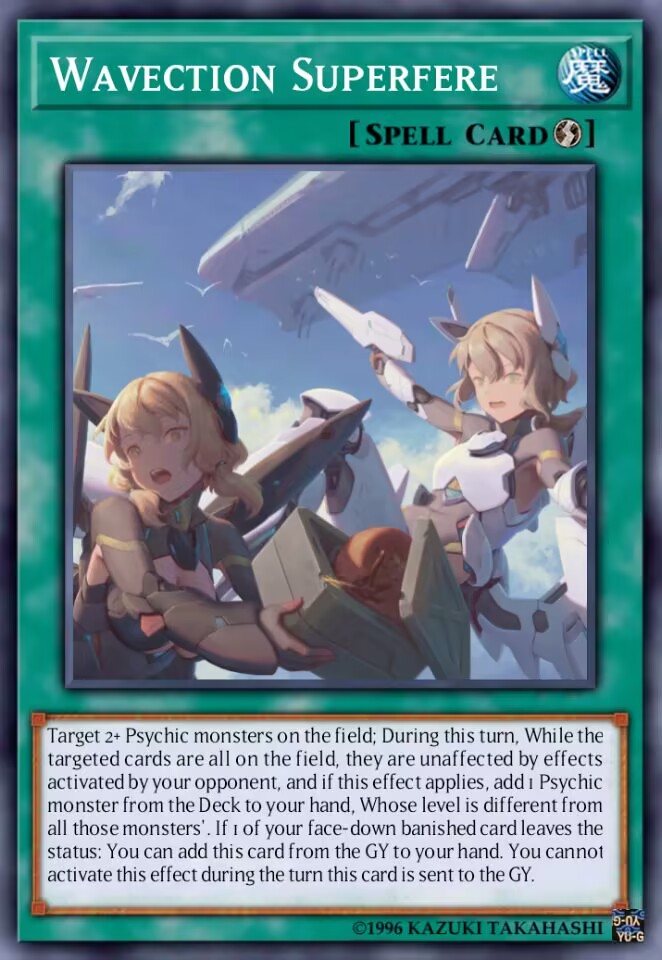 WAVECTION SUPERFERE
SPELL
魔
[SPELL CARD]
Target 2+ Psychic monsters on the field; During this turn, While the
targeted cards are all on the field, they are unaffected by effects
activated by your opponent, and if this effect applies, add 1 Psychic
monster from the Deck to your hand, Whose level is different from
all those monsters'. If 1 of your face-down banished card leaves the
status: You can add this card from the GY to your hand. You cannot
activate this effect during the turn this card is sent to the GY.
©1996 KAZUKI TAKAHASHI